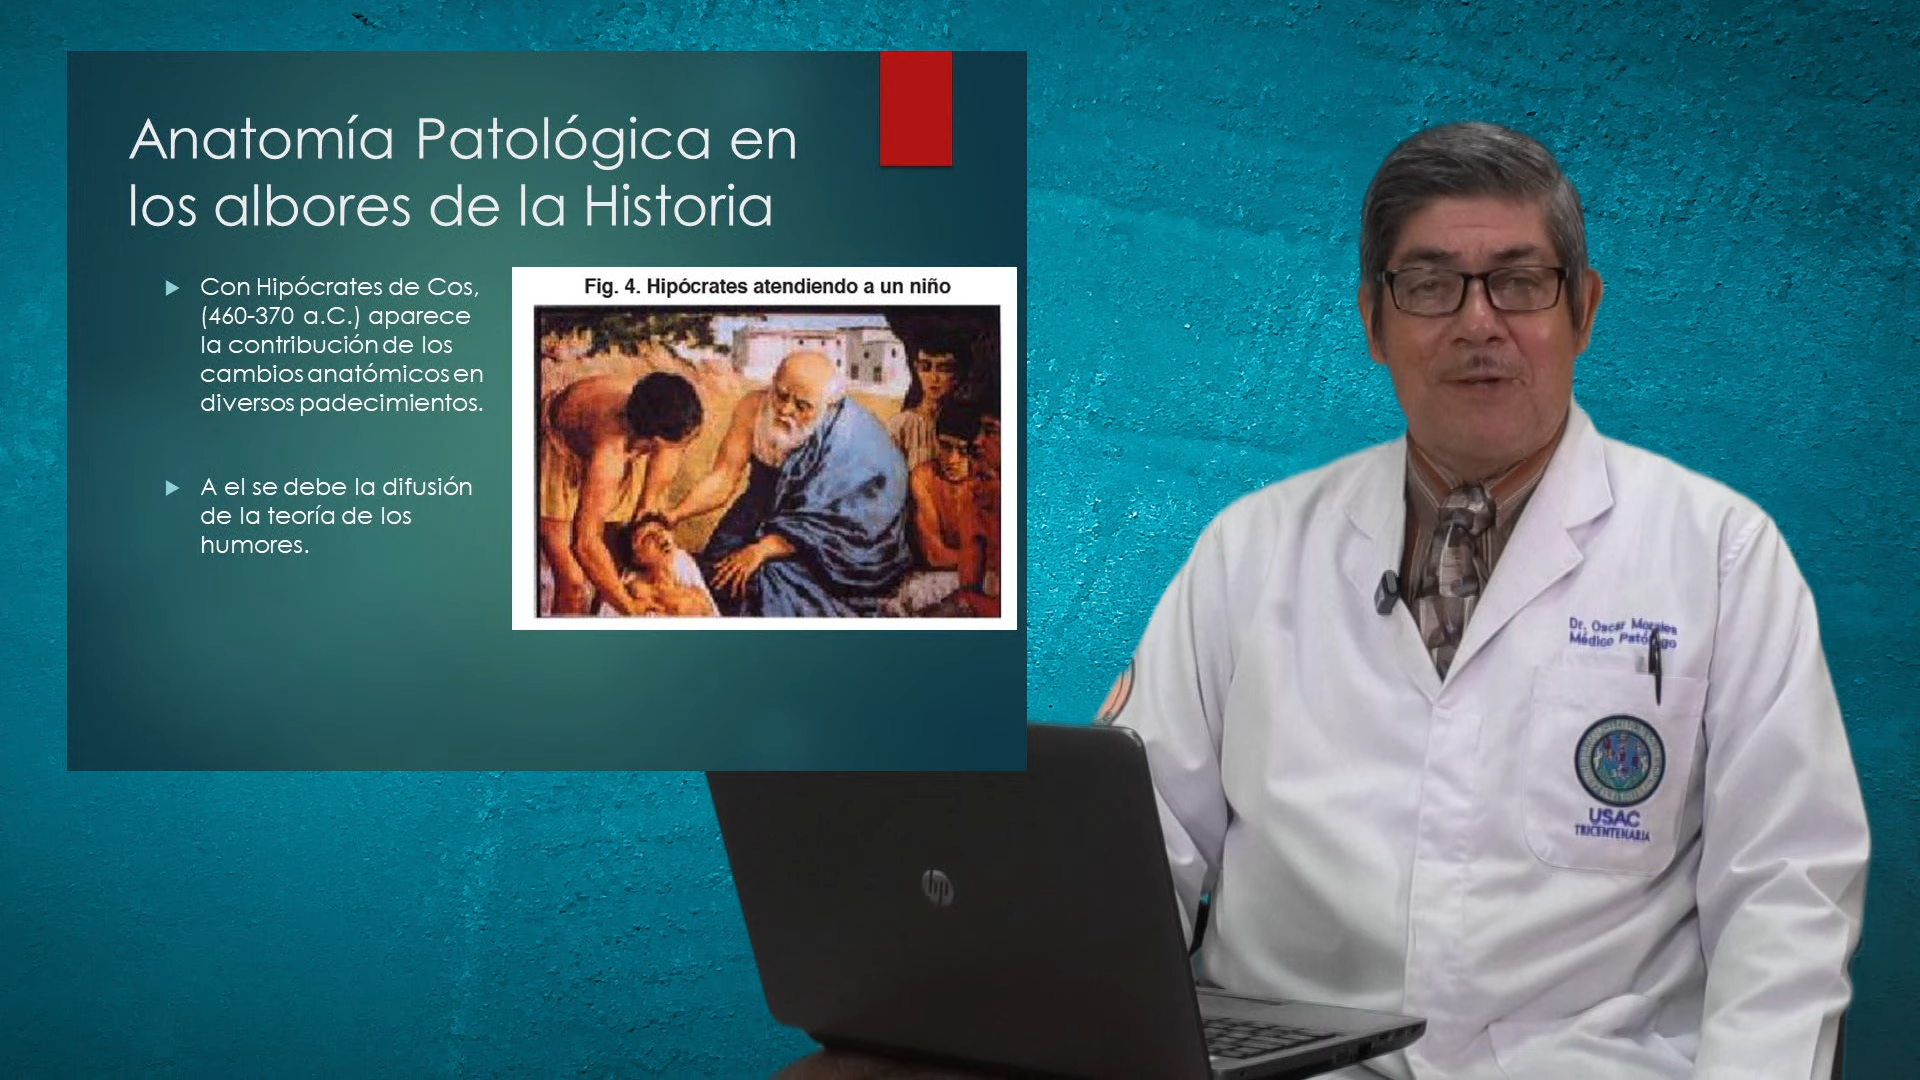 Anatomía Patológica en
los albores de la Historia
Con Hipócrates de Cos,
(460-370 a.C.) aparece
la contribución de los
cambios anatómicos en
diversos padecimientos.
A el se debe la difusión
de la teoría de los
humores.
Fig. 4. Hipócrates atendiendo a un niño
Dr. Oscar Morales
Médico
USAC
TRICENTENARIA
hp